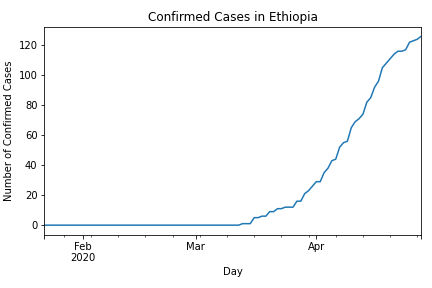 Confirmed Cases in Ethiopia
Number of Confirmed Cases
120
100
80
60
40
20
0
Feb Mar Apr
2020
Day